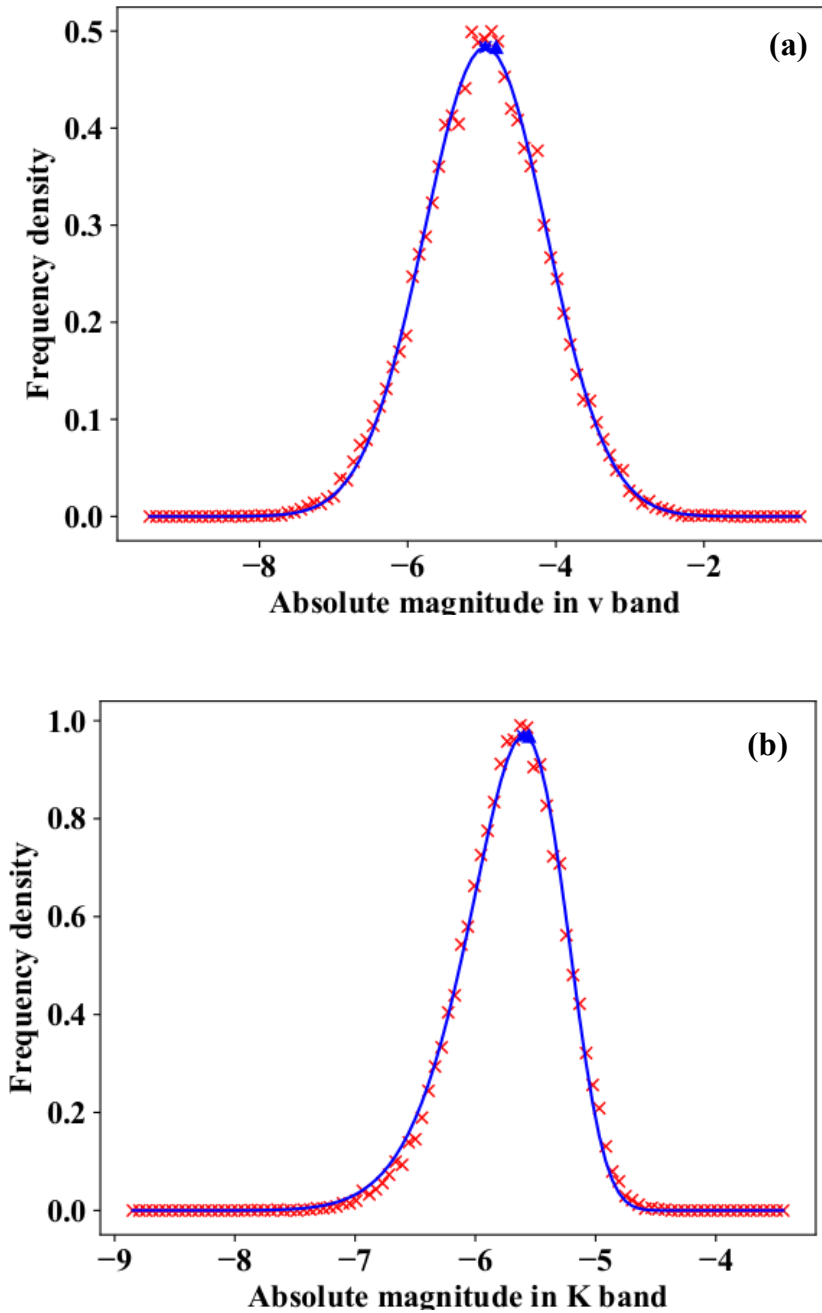 (a)
0.5
0.4
0.3
0.2
0.1
0.0
Frequency density
−8 −6 −4 −2
Absolute magnitude in v band
(b)
1.0
0.8
0.6
0.4
0.2
0.0
Frequency density
−9 −8 −7 −6 −5 −4
Absolute magnitude in K band